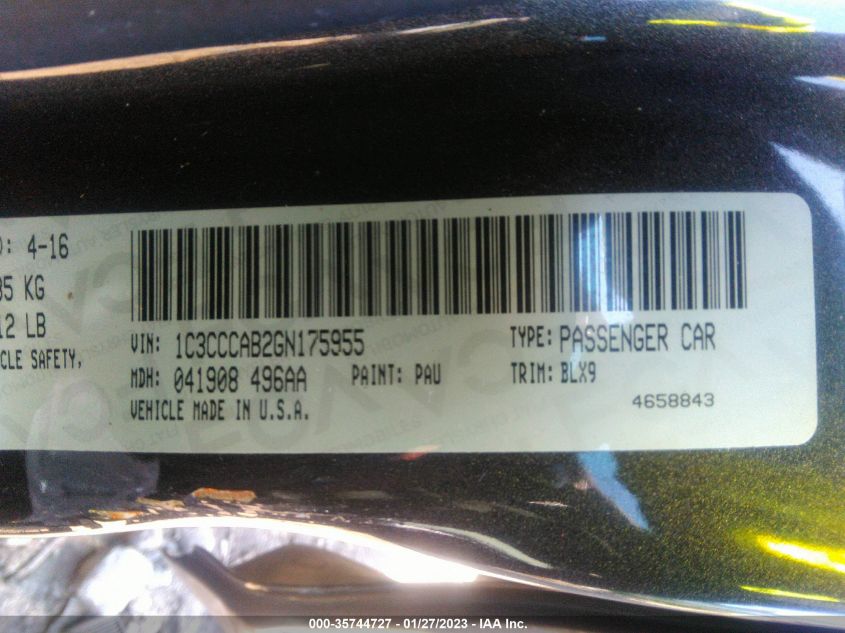 ): 4-16
85 KG
12 LB
CLE SAFETY,
VIN: 1C3CCCAB2GN175955 TYPE: PASSENGER CAR
MDH: 041908 496AA PAINT: PAU TRIM: BLX9
VEHICLE MADE IN U.S.A. 4658843
000-35744727 - 01/27/2023 - IAA Inc.